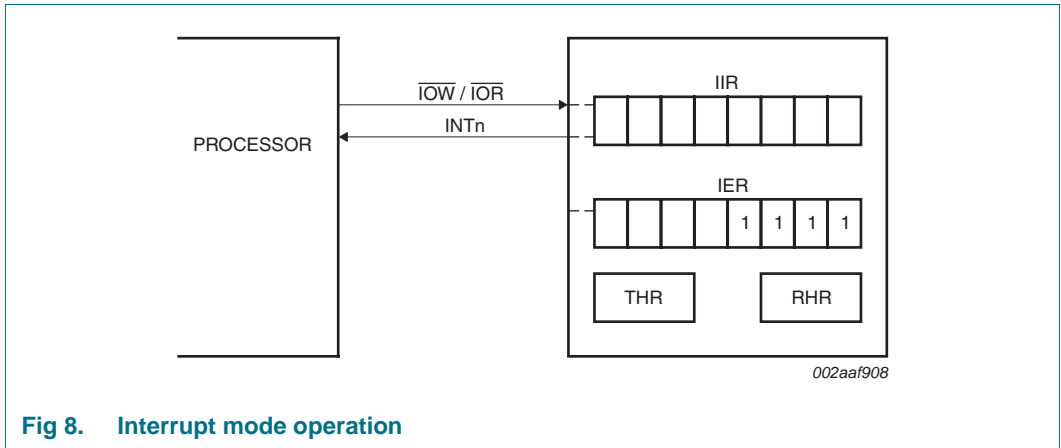 IIR
IOW / IOR
INTn
PROCESSOR
IER
1 1 1 1
THR RHR
002aaf908
Fig 8. Interrupt mode operation